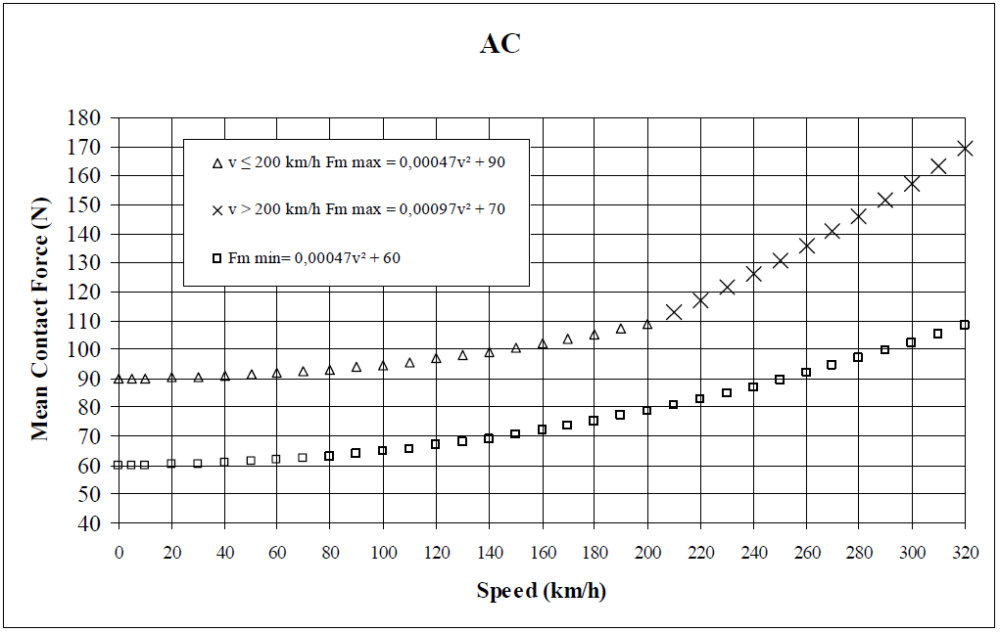 AC
180
170
160
150
140
130
120
110
100
90
80
70
60
50
40
Mean Contact Force (N)
v ≤ 200 km/h Fm max = 0,00047v² + 90
v > 200 km/h Fm max = 0,00097v² + 70
Fm min= 0,00047v² + 60
0 20 40 60 80 100 120 140 160 180 200 220 240 260 280 300 320
Speed (km/h)